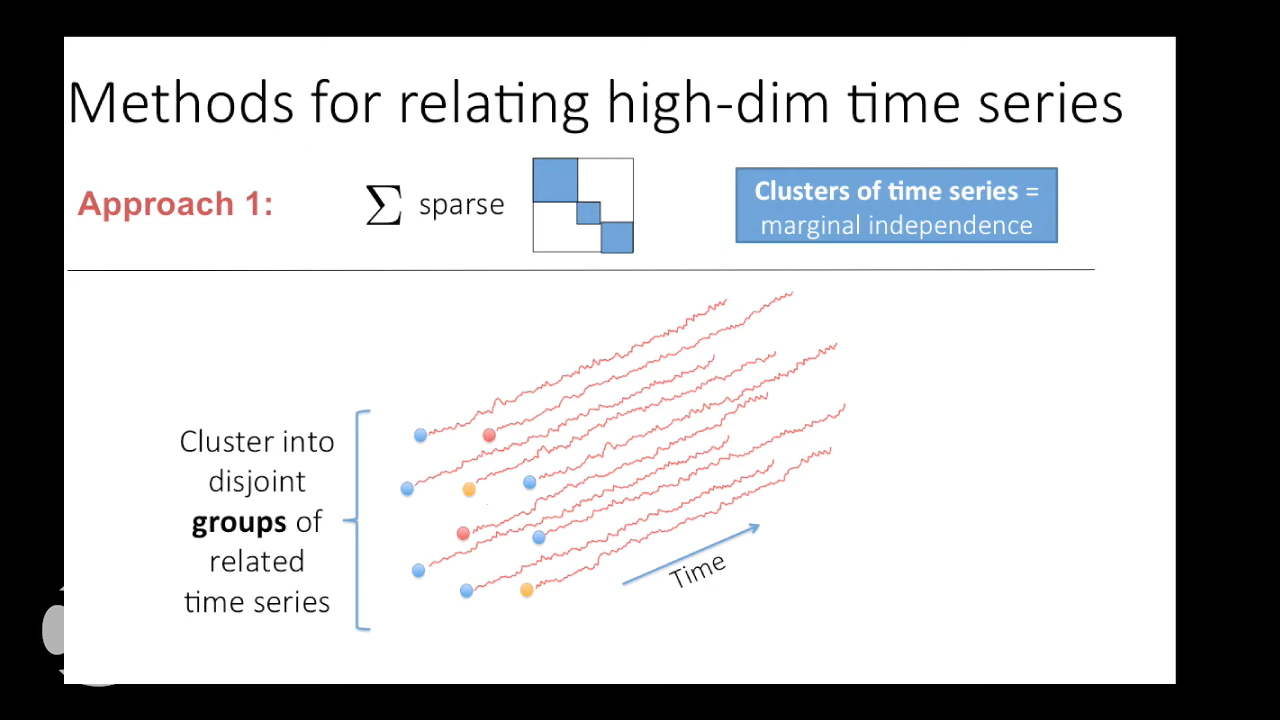 Methods for relating high-dim time series
Approach 1:
∑ sparse
Clusters of time series =
marginal independence
Cluster into
disjoint
groups of
related
time series
Time